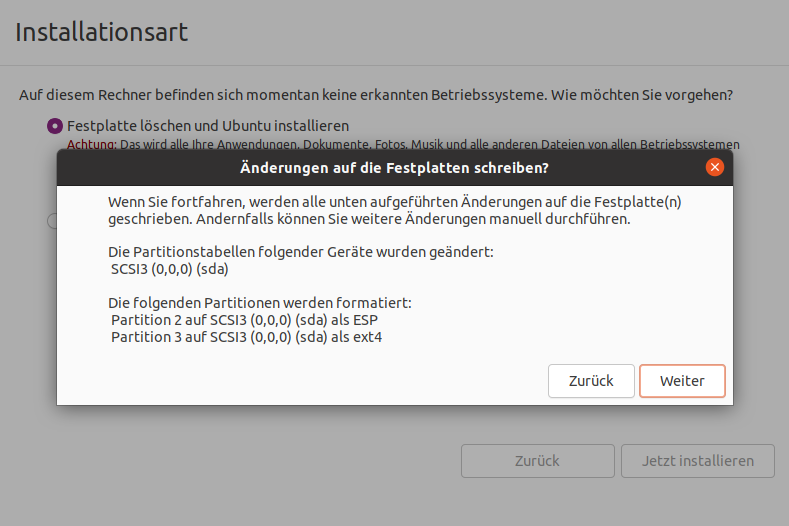 Installationsart
Auf diesem Rechner befinden sich momentan keine erkannten Betriebssysteme. Wie möchten Sie vorgehen?
Festplatte löschen und Ubuntu installieren
Achtung: Das wird alle Ihre Anwendungen, Dokumente, Fotos, Musik und alle anderen Dateien von allen Betriebssystemen
Änderungen auf die Festplatten schreiben?
Wenn Sie fortfahren, werden alle unten aufgeführten Änderungen auf die Festplatte(n)
geschrieben. Andernfalls können Sie weitere Änderungen manuell durchführen.
Die Partitionstabellen folgender Geräte wurden geändert:
SCSI3 (0,0,0) (sda)
Die folgenden Partitionen werden formatiert:
Partition 2 auf SCSI3 (0,0,0) (sda) als ESP
Partition 3 auf SCSI3 (0,0,0) (sda) als ext4
Zurück
Weiter
Zurück
Jetzt installieren